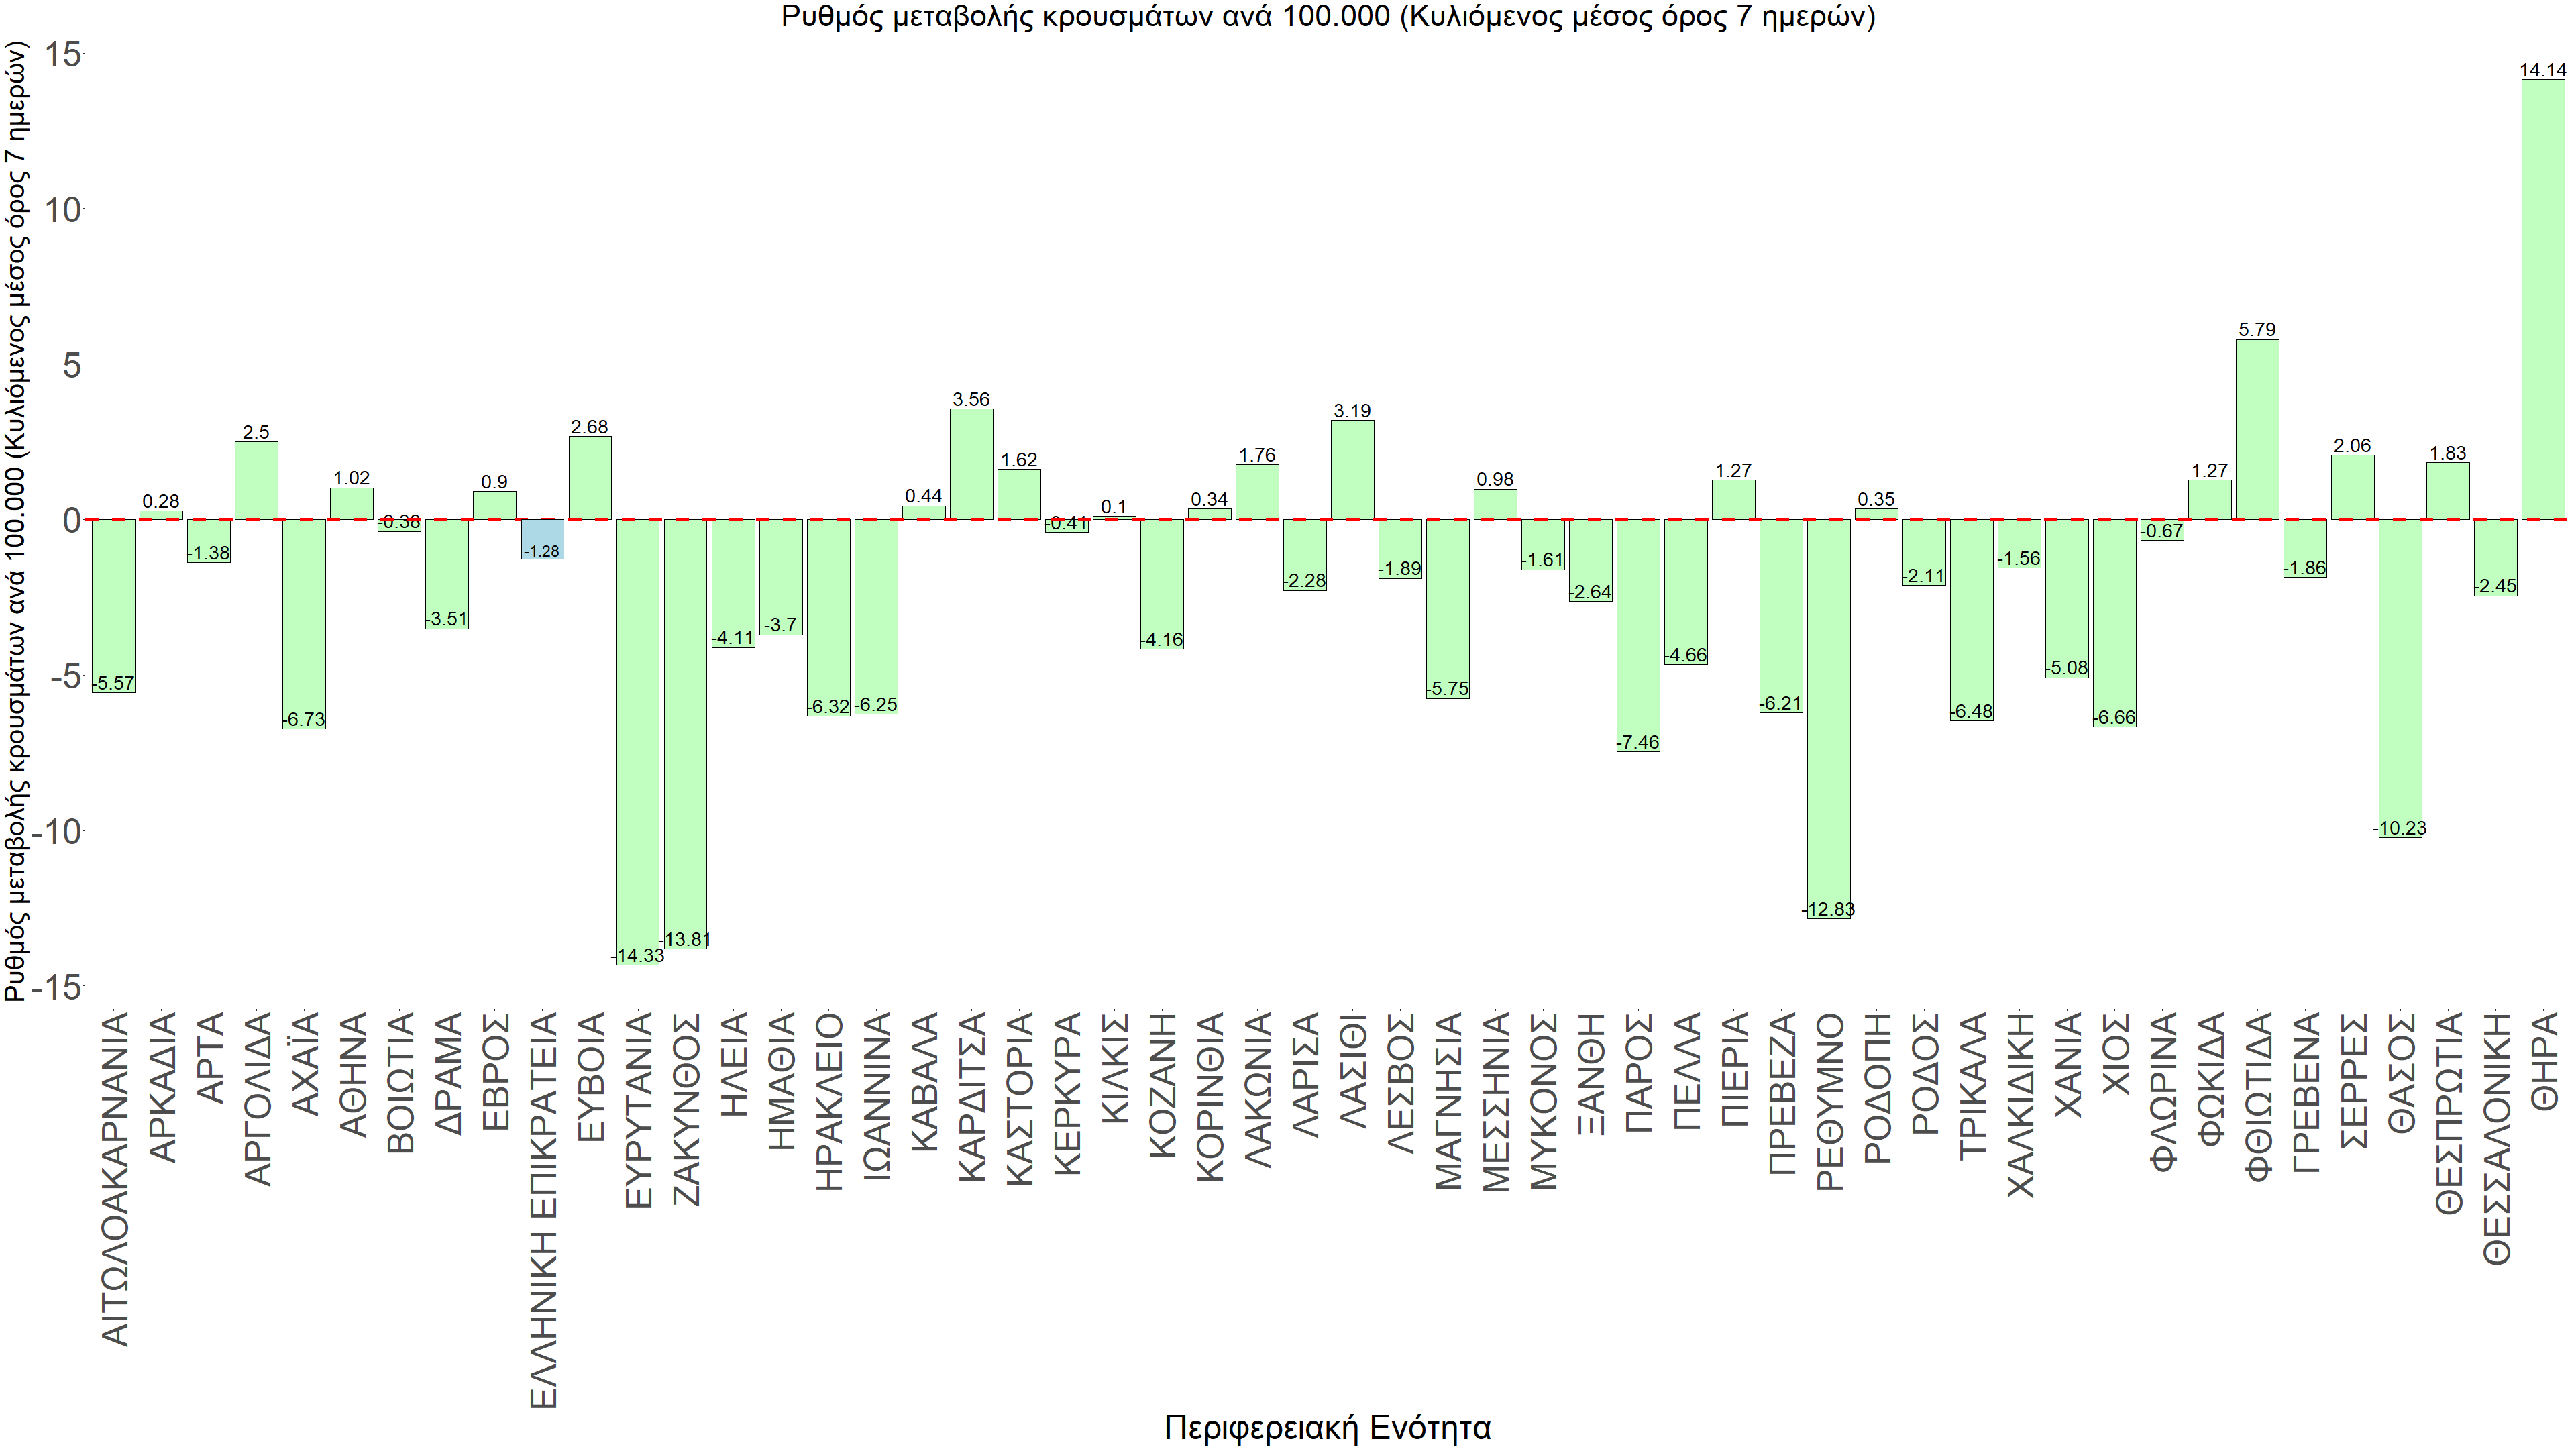 Ρυθμός μεταβολής κρουσμάτων ανά 100.000 (Κυλιόμενος μέσος όρος 7 ημερών)
Ρυθμός μεταβολής κρουσμάτων ανά 100.000 (Κυλιόμενος μέσος όρος 7 ημερών)
15
10
5
0
-5
-10
-15
-5.57
0.28
-1.38
2.5
-6.73
1.02
-0.38
-3.51
0.9
-1.28
2.68
-14.33
-13.81
-4.11
-3.7
-6.32
-6.25
0.44
3.56
1.62
-0.41
0.1
-4.16
0.34
1.76
-2.28
3.19
-1.89
-5.75
0.98
-1.61
-2.64
-7.46
-4.66
1.27
-6.21
-12.83
0.35
-2.11
-6.48
-1.56
-5.08
-6.66
-0.67
1.27
5.79
-1.86
2.06
-10.23
1.83
-2.45
14.14
ΑΙΤΩΛΟΑΚΑΡΝΑΝΙΑ
ΑΡΚΑΔΙΑ
ΑΡΤΑ
ΑΡΓΟΛΙΔΑ
ΑΧΑΪΑ
ΑΘΗΝΑ
ΒΟΙΩΤΙΑ
ΔΡΑΜΑ
ΕΒΡΟΣ
ΕΛΛΗΝΙΚΗ ΕΠΙΚΡΑΤΕΙΑ
ΕΥΒΟΙΑ
ΕΥΡΥΤΑΝΙΑ
ΖΑΚΥΝΘΟΣ
ΗΛΕΙΑ
ΗΜΑΘΙΑ
ΗΡΑΚΛΕΙΟ
ΙΩΑΝΝΙΝΑ
ΚΑΒΑΛΑ
ΚΑΡΔΙΤΣΑ
ΚΑΣΤΟΡΙΑ
ΚΕΡΚΥΡΑ
ΚΙΛΚΙΣ
ΚΟΖΑΝΗ
ΚΟΡΙΝΘΙΑ
ΛΑΚΩΝΙΑ
ΛΑΡΙΣΑ
ΛΑΣΙΘΙ
ΛΕΣΒΟΣ
ΜΑΓΝΗΣΙΑ
ΜΕΣΣΗΝΙΑ
ΜΥΚΟΝΟΣ
ΞΑΝΘΗ
ΠΑΡΟΣ
ΠΕΛΛΑ
ΠΙΕΡΙΑ
ΠΡΕΒΕΖΑ
ΡΕΘΥΜΝΟ
ΡΟΔΟΠΗ
ΡΟΔΟΣ
ΤΡΙΚΑΛΑ
ΧΑΛΚΙΔΙΚΗ
ΧΑΝΙΑ
ΧΙΟΣ
ΦΛΩΡΙΝΑ
ΦΩΚΙΔΑ
ΦΘΙΩΤΙΔΑ
ΓΡΕΒΕΝΑ
ΣΕΡΡΕΣ
ΘΑΣΟΣ
ΘΕΣΠΡΩΤΙΑ
ΘΕΣΣΑΛΟΝΙΚΗ
ΘΗΡΑ
Περιφερειακή Ενότητα